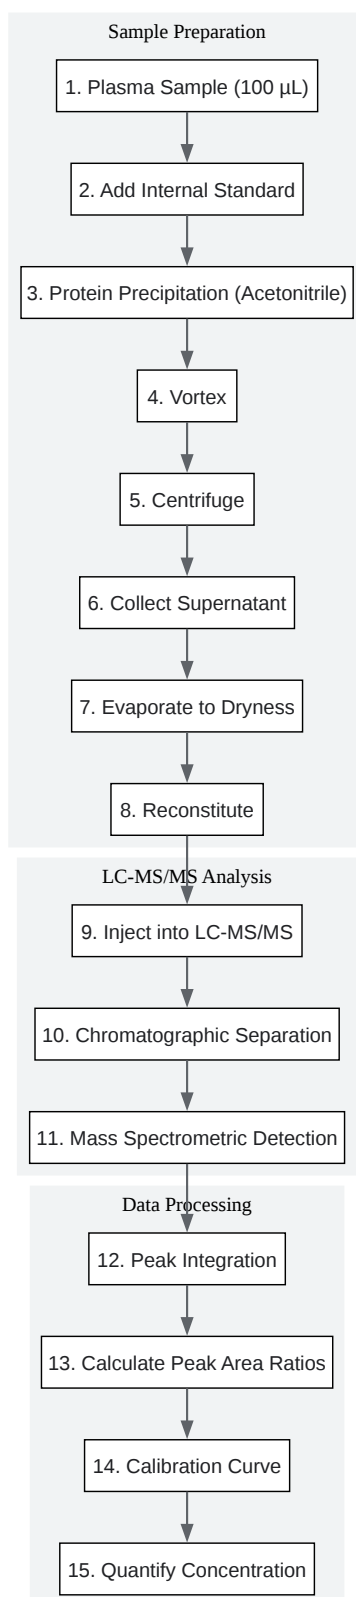 Sample Preparation
1. Plasma Sample (100 µL)
2. Add Internal Standard
3. Protein Precipitation (Acetonitrile)
4. Vortex
5. Centrifuge
6. Collect Supernatant
7. Evaporate to Dryness
8. Reconstitute
LC-MS/MS Analysis
9. Inject into LC-MS/MS
10. Chromatographic Separation
11. Mass Spectrometric Detection
Data Processing
12. Peak Integration
13. Calculate Peak Area Ratios
14. Calibration Curve
15. Quantify Concentration